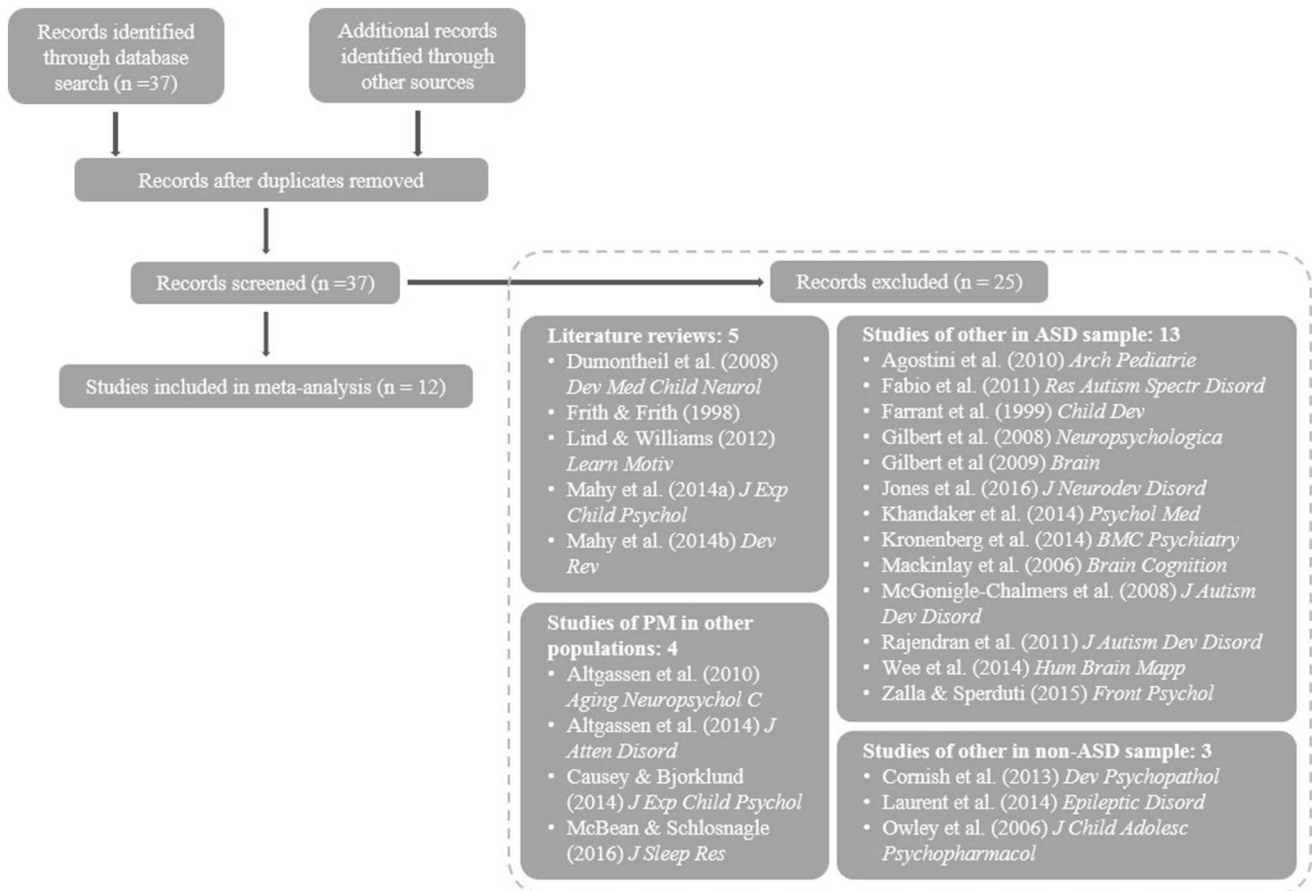 Records identified
through database
search (n =37)
Additional records
identified through
other sources
Records after duplicates removed
Records screened (n =37)
Records excluded (n = 25)
Studies included in meta-analysis (n = 12)
Literature reviews: 5
• Dumontheil et al. (2008)
Dev Med Child Neurol
• Frith & Frith (1998)
• Lind & Williams (2012)
Learn Motiv
• Mahy et al. (2014a) J Exp
Child Psychol
• Mahy et al. (2014b) Dev
Rev
Studies of PM in other
populations: 4
• Altgassen et al. (2010)
Aging Neuropsychol C
• Altgassen et al. (2014) J
Atten Disord
• Causey & Bjorklund
(2014) J Exp Child Psychol
• McBean & Schlosnagle
(2016) J Sleep Res
Studies of other in ASD sample: 13
• Agostini et al. (2010) Arch Pediatrie
• Fabio et al. (2011) Res Autism Spectr Disord
• Farrant et al. (1999) Child Dev
• Gilbert et al. (2008) Neuropsychologica
• Gilbert et al (2009) Brain
• Jones et al. (2016) J Neurodev Disord
• Khandaker et al. (2014) Psychol Med
• Kronenberg et al. (2014) BMC Psychiatry
• Mackinlay et al. (2006) Brain Cognition
• McGonigle-Chalmers et al. (2008) J Autism
Dev Disord
• Rajendran et al. (2011) J Autism Dev Disord
• Wee et al. (2014) Hum Brain Mapp
• Zalla & Sperduti (2015) Front Psychol
Studies of other in non-ASD sample: 3
• Cornish et al. (2013) Dev Psychopathol
• Laurent et al. (2014) Epileptic Disord
• Owley et al. (2006) J Child Adolesc
Psychopharmacol